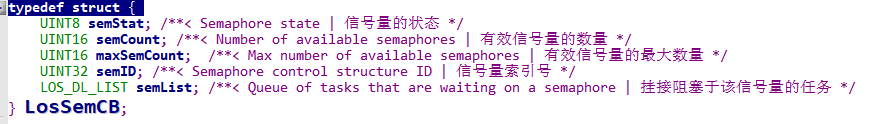 typedef struct {
UINT8 semStat; /**< Semaphore state | 信号量的状态 */
UINT16 semCount; /**< Number of available semaphores | 有效信号量的数量 */
UINT16 maxSemCount;  /**< Max number of available semaphores | 有效信号量的最大数量 */
UINT32 semID; /**< Semaphore control structure ID | 信号量索引号 */
LOS_DL_LIST semList; /**< Queue of tasks that are waiting on a semaphore | 挂接阻塞于该信号量的任务 */
} LosSemCB;